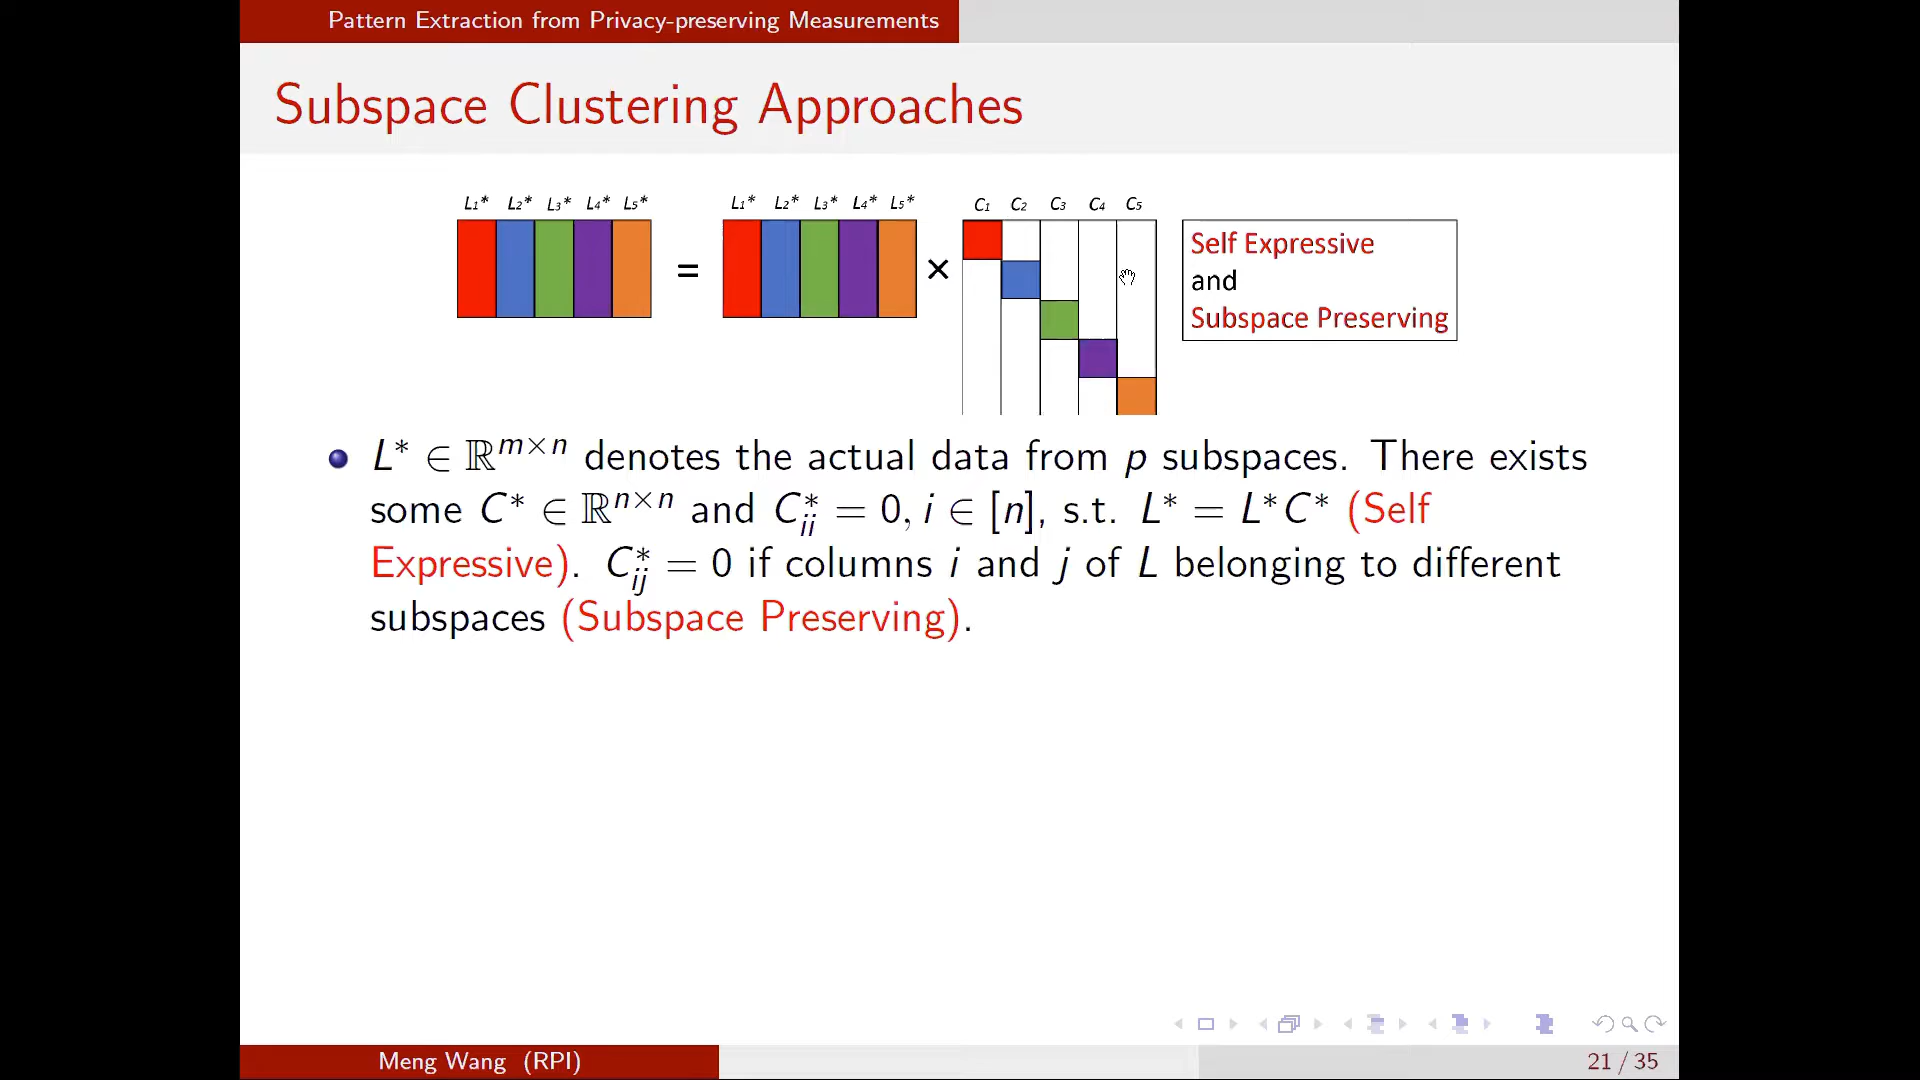 Pattern Extraction from Privacy-preserving Measurements
Subspace Clustering Approaches
L₁* L₂* L₃* L₄* L₅* L₁* L₂* L₃* L₄* L₅* C₁ C₂ C₃ C₄ C₅
= ×
Self Expressive
and
Subspace Preserving
L* ∈ ℝ^{m×n} denotes the actual data from p subspaces. There exists
some C* ∈ ℝ^{n×n} and C*_{ii} = 0, i ∈ [n], s.t. L* = L*C* (Self
Expressive). C*_{ij} = 0 if columns i and j of L belonging to different
subspaces (Subspace Preserving).
Meng Wang (RPI)
21 / 35